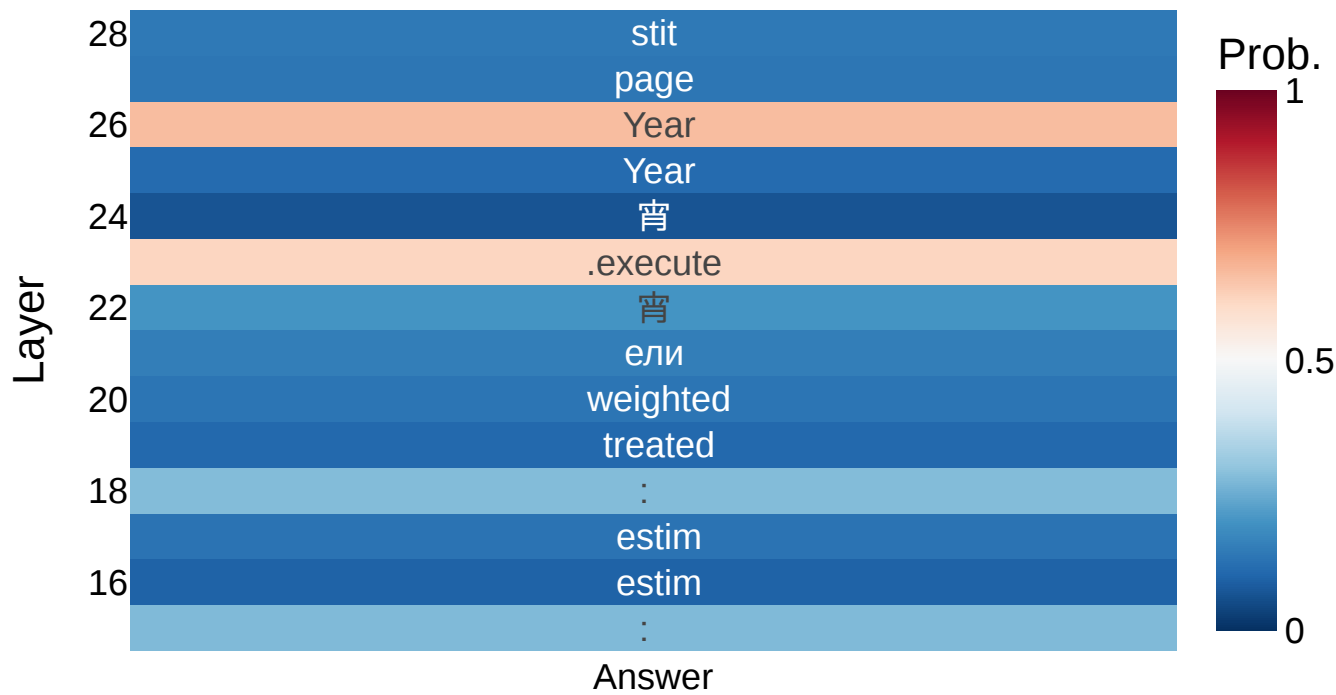 28 stit
page
26 Year
Year
24 宵
.execute
22 宵
ели
20 weighted
treated
18 :
estim
16 estim
:
Layer
Answer
Prob.
1
0.5
0